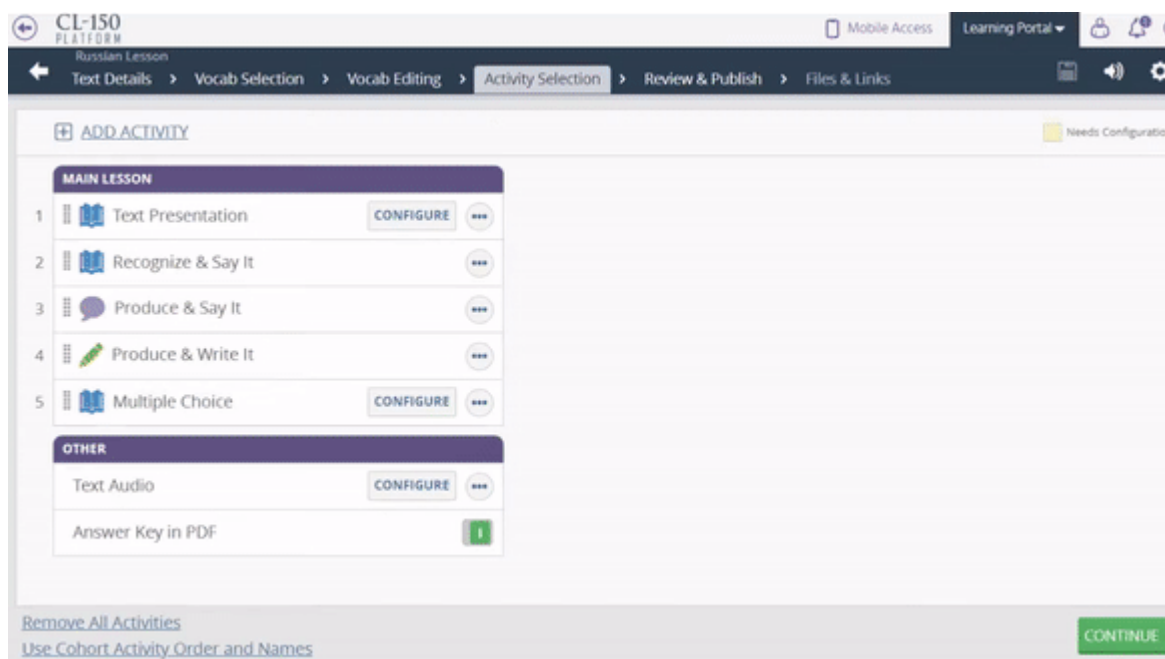 CL-150
PLATFORM
Mobile Access
Learning Portal
Russian Lesson
Text Details > Vocab Selection > Vocab Editing > Activity Selection > Review & Publish > Files & Links
ADD ACTIVITY
Needs Configuratio
MAIN LESSON
1 Text Presentation CONFIGURE
2 Recognize & Say It
3 Produce & Say It
4 Produce & Write It
5 Multiple Choice CONFIGURE
OTHER
Text Audio CONFIGURE
Answer Key in PDF
Remove All Activities
Use Cohort Activity Order and Names
CONTINUE